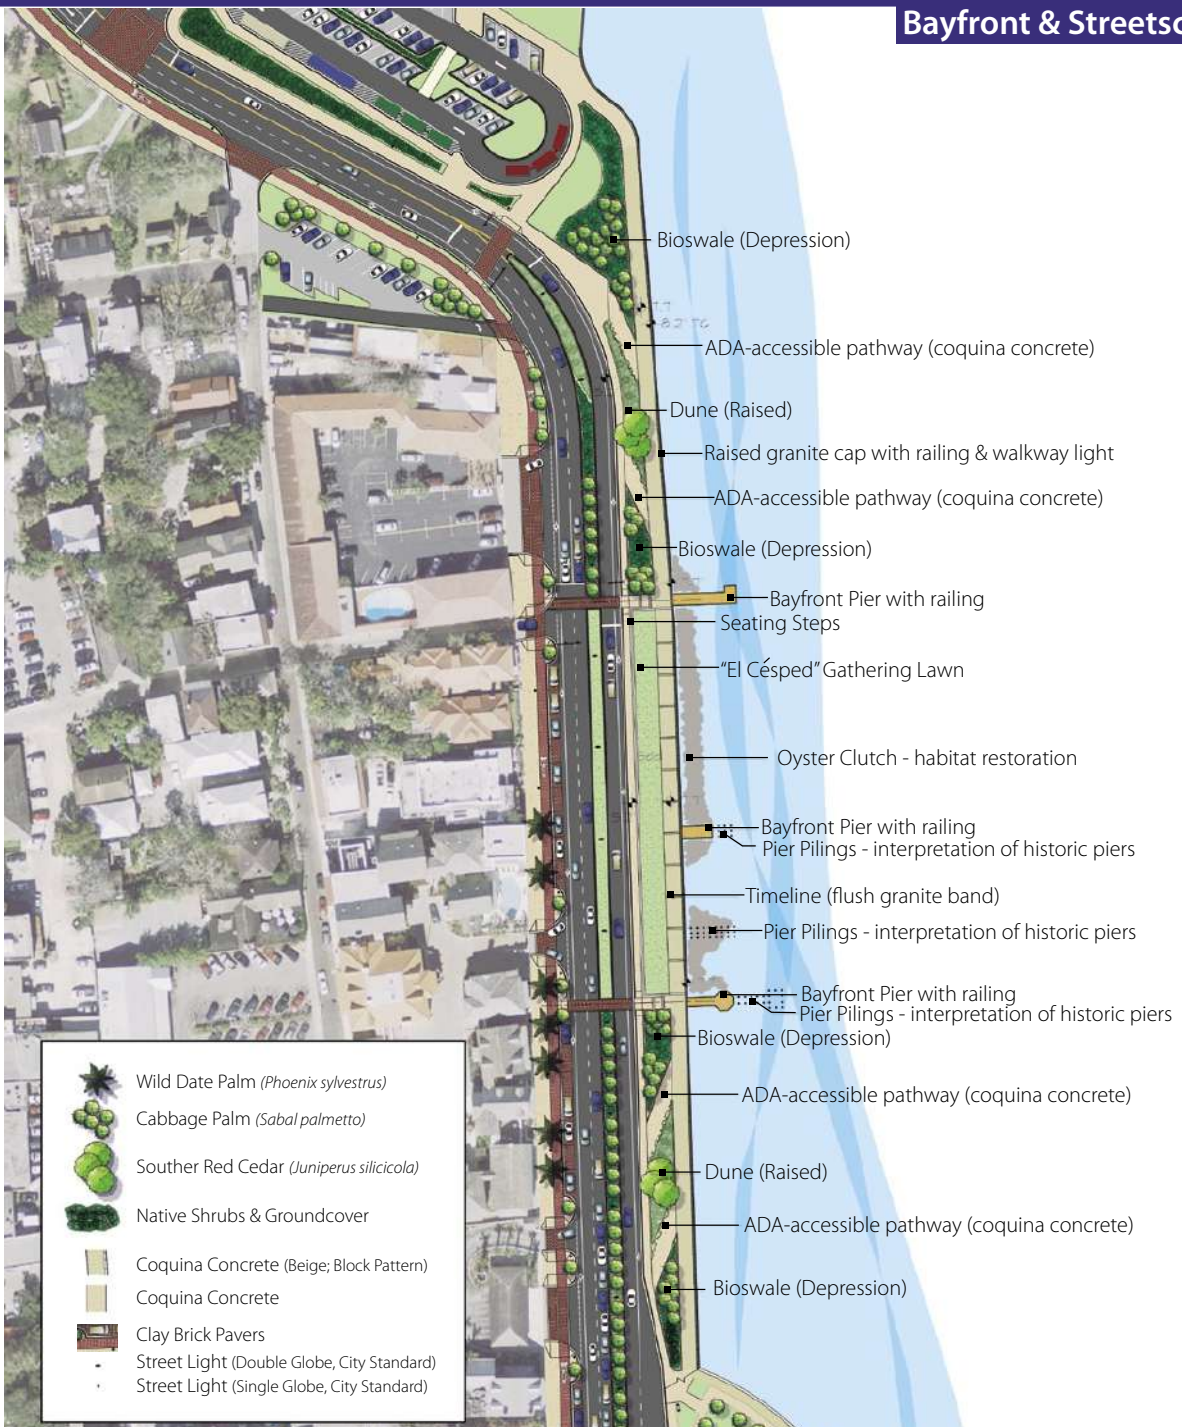 Bayfront & Streetsc
Bioswale (Depression)
ADA-accessible pathway (coquina concrete)
Dune (Raised)
Raised granite cap with railing & walkway light
ADA-accessible pathway (coquina concrete)
Bioswale (Depression)
Bayfront Pier with railing
Seating Steps
“El Césped” Gathering Lawn
Oyster Clutch - habitat restoration
Bayfront Pier with railing
Pier Pilings - interpretation of historic piers
Timeline (flush granite band)
Pier Pilings - interpretation of historic piers
Bayfront Pier with railing
Pier Pilings - interpretation of historic piers
Bioswale (Depression)
ADA-accessible pathway (coquina concrete)
Dune (Raised)
ADA-accessible pathway (coquina concrete)
Bioswale (Depression)
Wild Date Palm (Phoenix sylvestrus)
Cabbage Palm (Sabal palmetto)
Souther Red Cedar (Juniperus silicicola)
Native Shrubs & Groundcover
Coquina Concrete (Beige; Block Pattern)
Coquina Concrete
Clay Brick Pavers
Street Light (Double Globe, City Standard)
Street Light (Single Globe, City Standard)